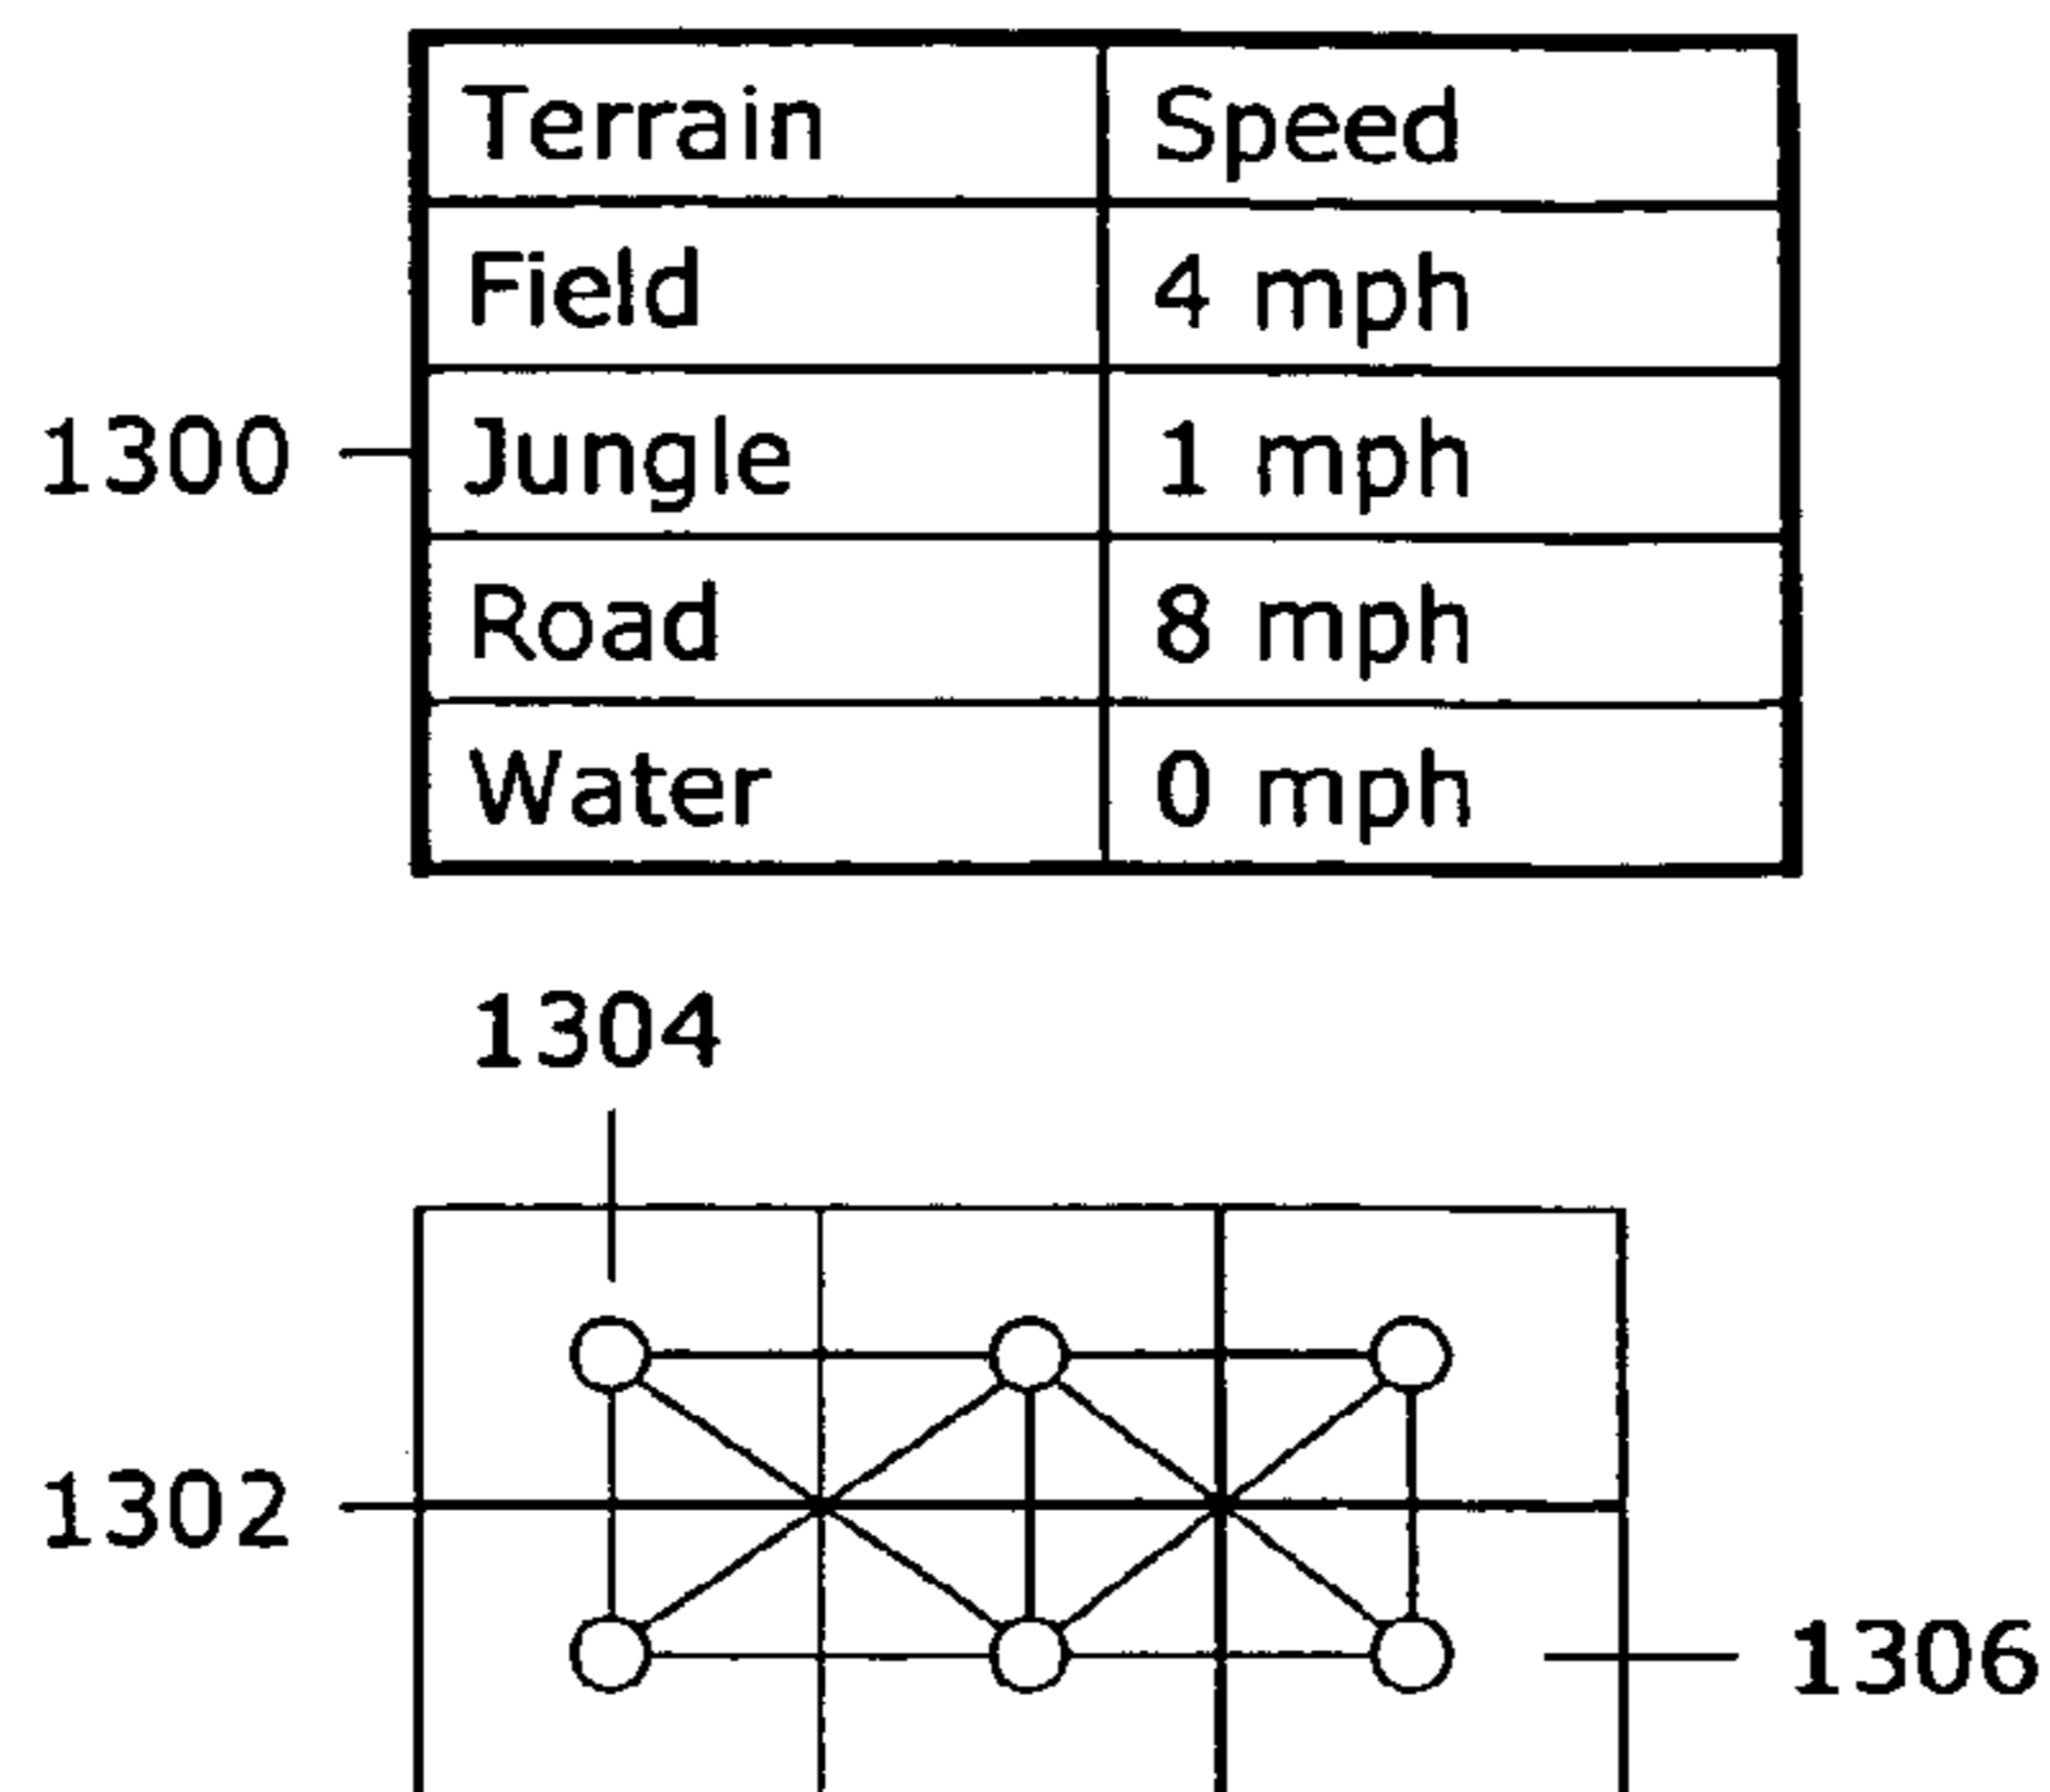 Terrain Speed
Field 4 mph
1300 Jungle 1 mph
Road 8 mph
Water 0 mph
1304
1302
1306